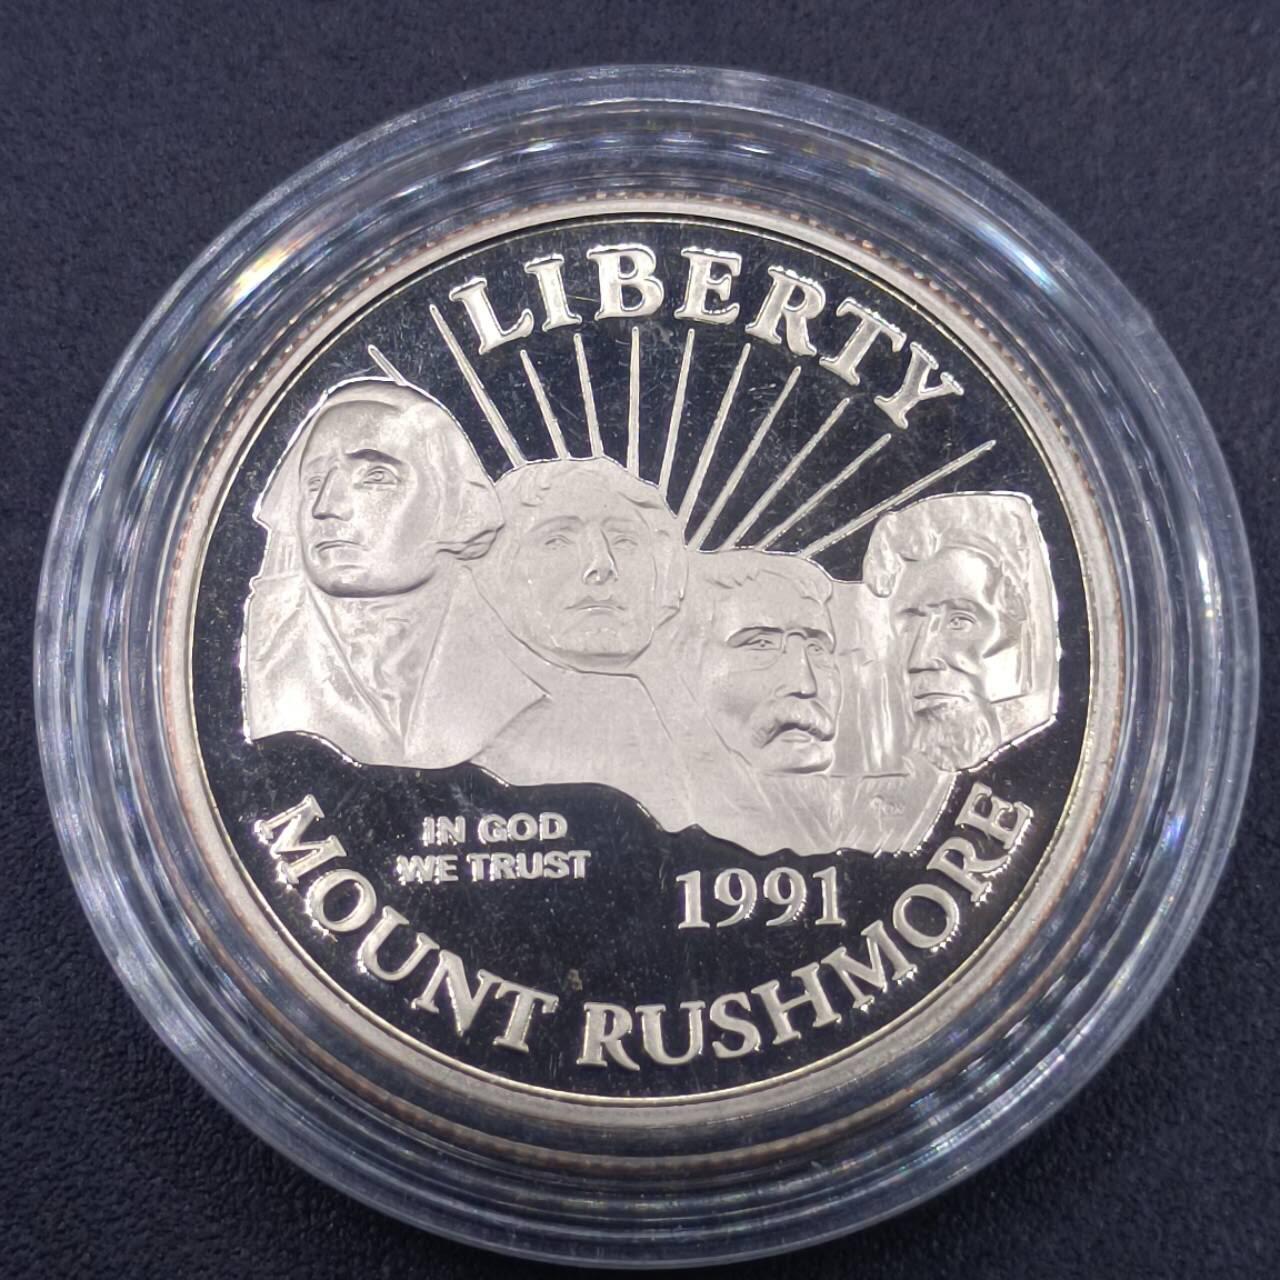 LIBERTY
IN GOD
WE TRUST
1991
MOUNT RUSHMORE